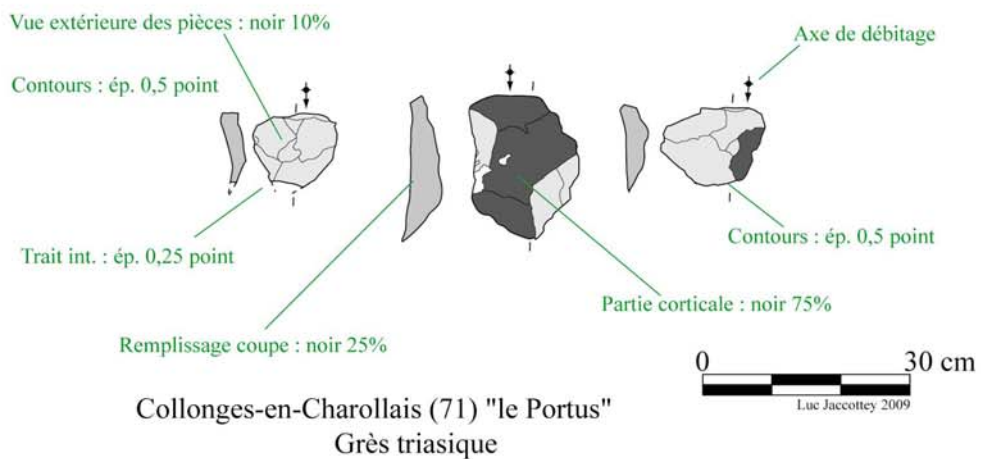 Vue extérieure des pièces : noir 10%
Axe de débitage
Contours : ép. 0,5 point
Trait int. : ép. 0,25 point
Contours : ép. 0,5 point
Partie corticale : noir 75%
Remplissage coupe : noir 25%
0 30 cm
Luc Jaccottey 2009
Collonges-en-Charollais (71) "le Portus"
Grès triasique